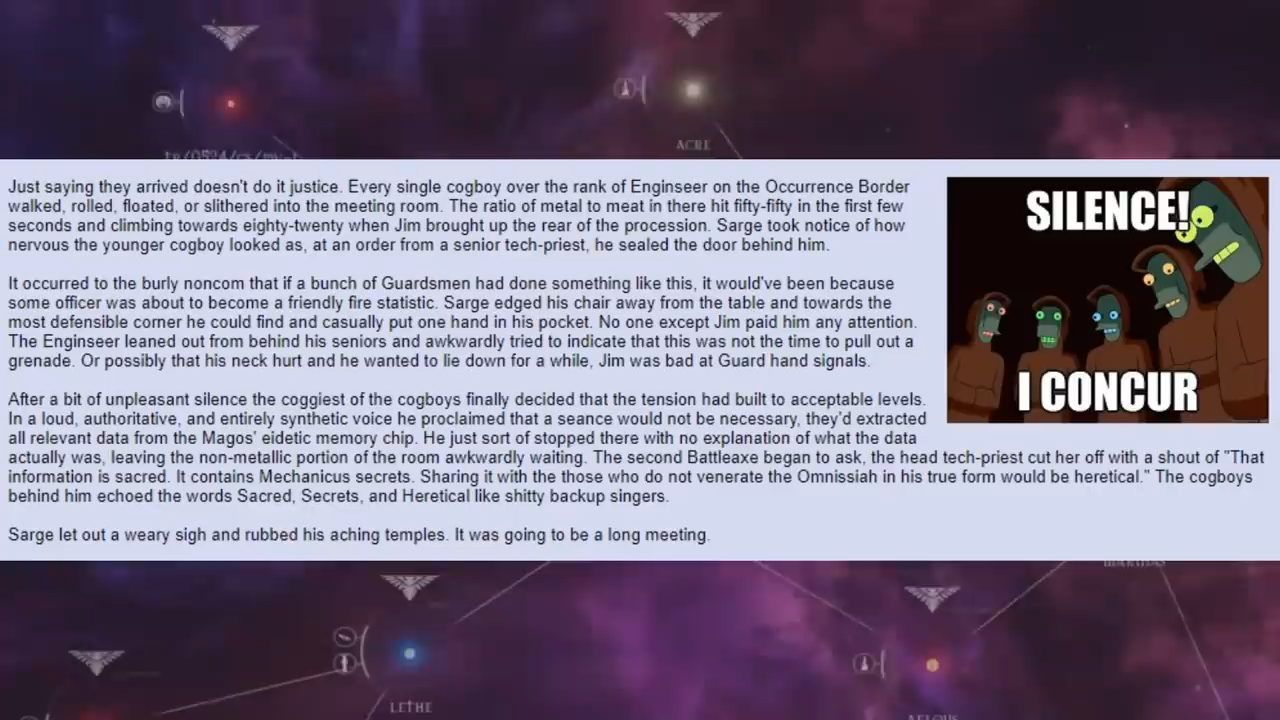 ACRE
Just saying they arrived doesn't do it justice. Every single cogboy over the rank of Enginseer on the Occurrence Border
walked, rolled, floated, or slithered into the meeting room. The ratio of metal to meat in there hit fifty-fifty in the first few
seconds and climbing towards eighty-twenty when Jim brought up the rear of the procession. Sarge took notice of how
nervous the younger cogboy looked as, at an order from a senior tech-priest, he sealed the door behind him.
It occurred to the burly noncom that if a bunch of Guardsmen had done something like this, it would've been because
some officer was about to become a friendly fire statistic. Sarge edged his chair away from the table and towards the
most defensible corner he could find and casually put one hand in his pocket. No one except Jim paid him any attention.
The Enginseer leaned out from behind his seniors and awkwardly tried to indicate that this was not the time to pull out a
grenade. Or possibly that his neck hurt and he wanted to lie down for a while, Jim was bad at Guard hand signals.
After a bit of unpleasant silence the coggiest of the cogboys finally decided that the tension had built to acceptable levels.
In a loud, authoritative, and entirely synthetic voice he proclaimed that a seance would not be necessary, they'd extracted
all relevant data from the Magos' eidetic memory chip. He just sort of stopped there with no explanation of what the data
actually was, leaving the non-metallic portion of the room awkwardly waiting. The second Battleaxe began to ask, the head tech-priest cut her off with a shout of "That
information is sacred. It contains Mechanicus secrets. Sharing it with the those who do not venerate the Omnissiah in his true form would be heretical." The cogboys
behind him echoed the words Sacred, Secrets, and Heretical like shitty backup singers.
Sarge let out a weary sigh and rubbed his aching temples. It was going to be a long meeting.
SILENCE!
I CONCUR
LETHE